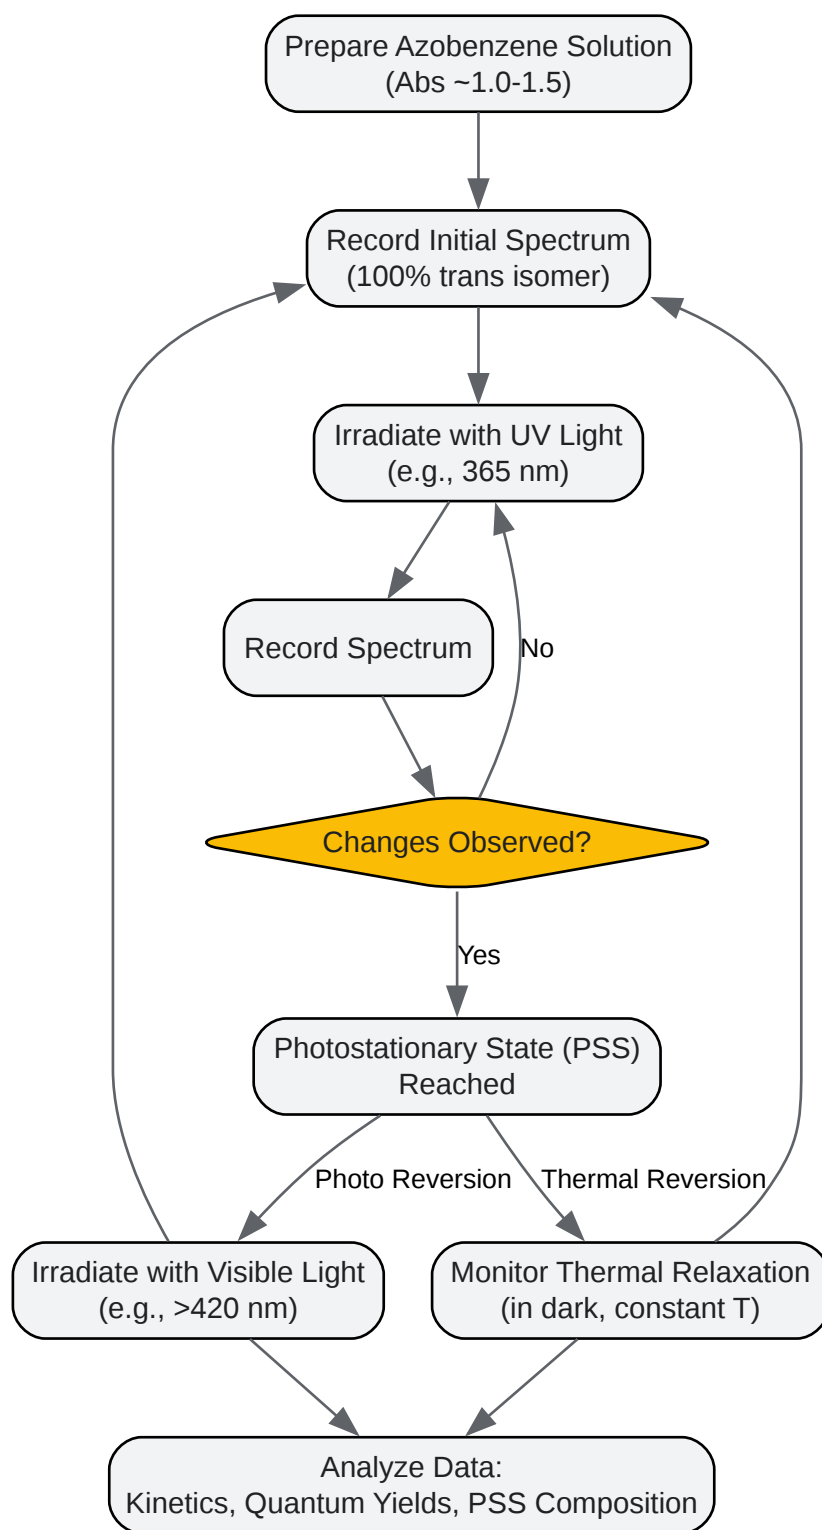 Prepare Azobenzene Solution
(Abs ~1.0-1.5)
Record Initial Spectrum
(100% trans isomer)
Irradiate with UV Light
(e.g., 365 nm)
Record Spectrum
No
Changes Observed?
Yes
Photostationary State (PSS)
Reached
Photo Reversion
Thermal Reversion
Irradiate with Visible Light
(e.g., >420 nm)
Monitor Thermal Relaxation
(in dark, constant T)
Analyze Data:
Kinetics, Quantum Yields, PSS Composition